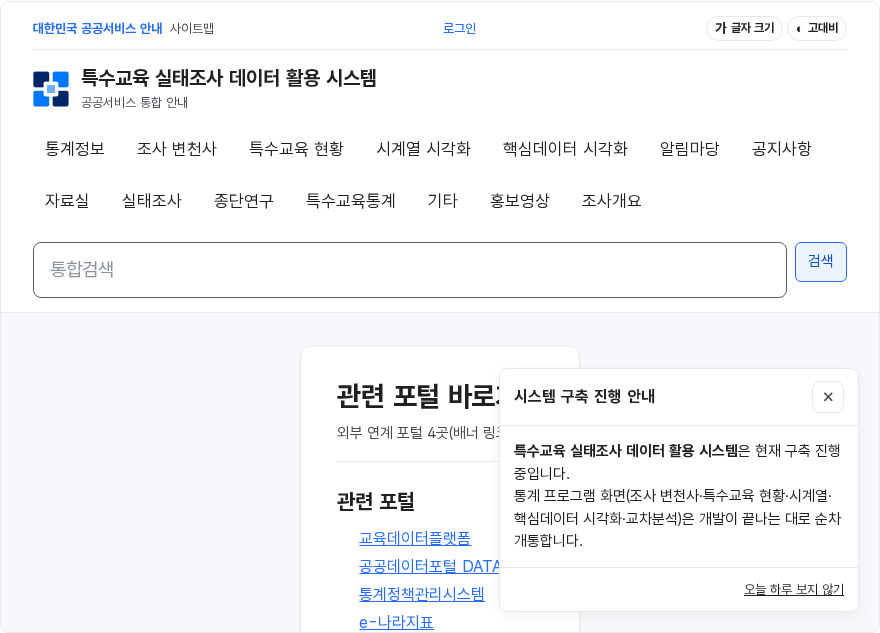 대한민국 공공서비스 안내 사이트맵 로그인 가 글자 크기 고대비
특수교육 실태조사 데이터 활용 시스템
공공서비스 통합 안내
통계정보 조사 변천사 특수교육 현황 시계열 시각화 핵심데이터 시각화 알림마당 공지사항
자료실 실태조사 종단연구 특수교육통계 기타 홍보영상 조사개요
통합검색 검색
관련 포털 바로
외부 연계 포털 4곳(배너 링
관련 포털
교육데이터플랫폼
공공데이터포털 DATA
통계정책관리시스템
e-나라지표
시스템 구축 진행 안내 ×
특수교육 실태조사 데이터 활용 시스템은 현재 구축 진행
중입니다.
통계 프로그램 화면(조사 변천사·특수교육 현황·시계열·
핵심데이터 시각화·교차분석)은 개발이 끝나는 대로 순차
개통합니다.
오늘 하루 보지 않기